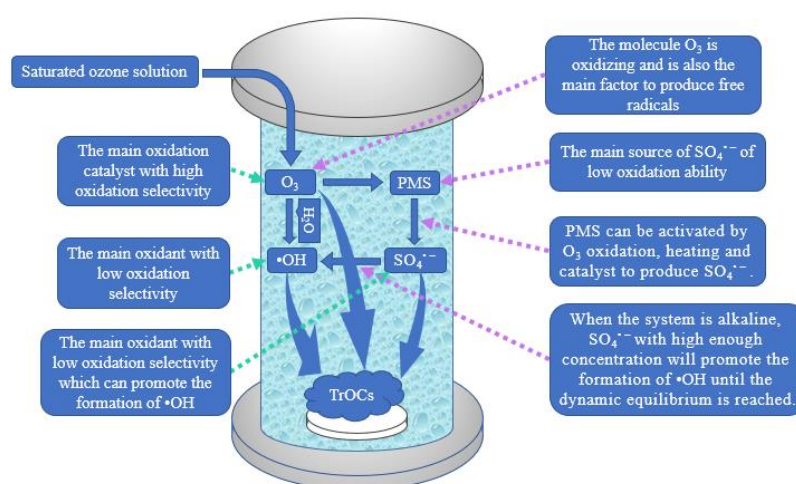 Saturated ozone solution
The molecule O₃ is
oxidizing and is also the
main factor to produce free
radicals
The main oxidation
catalyst with high
oxidation selectivity
O₃
PMS
The main source of SO₄•− of
low oxidation ability
H₂O
PMS can be activated by
O₃ oxidation, heating and
catalyst to produce SO₄•−.
The main oxidant with
low oxidation
selectivity
•OH
SO₄•−
The main oxidant with
low oxidation selectivity
which can promote the
formation of •OH
When the system is alkaline,
SO₄•− with high enough
concentration will promote the
formation of •OH until the
dynamic equilibrium is reached.
TrOCs